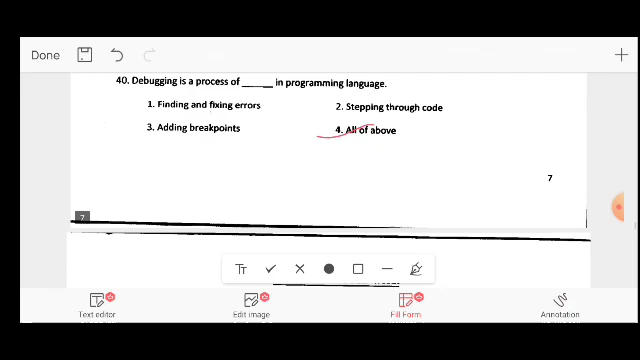 Done
40. Debugging is a process of ______ in programming language.
1. Finding and fixing errors
2. Stepping through code
3. Adding breakpoints
4. All of above
7
7
TT
Text editor
Edit image
Fill Form
Annotation